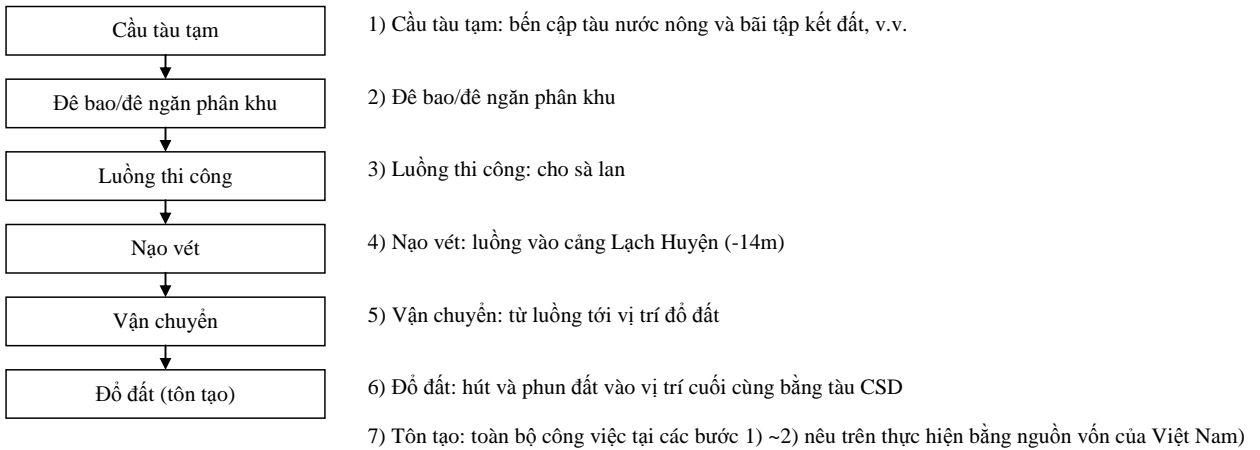 Cầu tàu tạm
1) Cầu tàu tạm: bến cập tàu nước nông và bãi tập kết đất, v.v.
Đê bao/đê ngăn phân khu
2) Đê bao/đê ngăn phân khu
Luồng thi công
3) Luồng thi công: cho sà lan
Nạo vét
4) Nạo vét: luồng vào cảng Lạch Huyện (-14m)
Vận chuyển
5) Vận chuyển: từ luồng tới vị trí đổ đất
Đổ đất (tôn tạo)
6) Đổ đất: hút và phun đất vào vị trí cuối cùng bằng tàu CSD
7) Tôn tạo: toàn bộ công việc tại các bước 1) ~2) nêu trên thực hiện bằng nguồn vốn của Việt Nam)